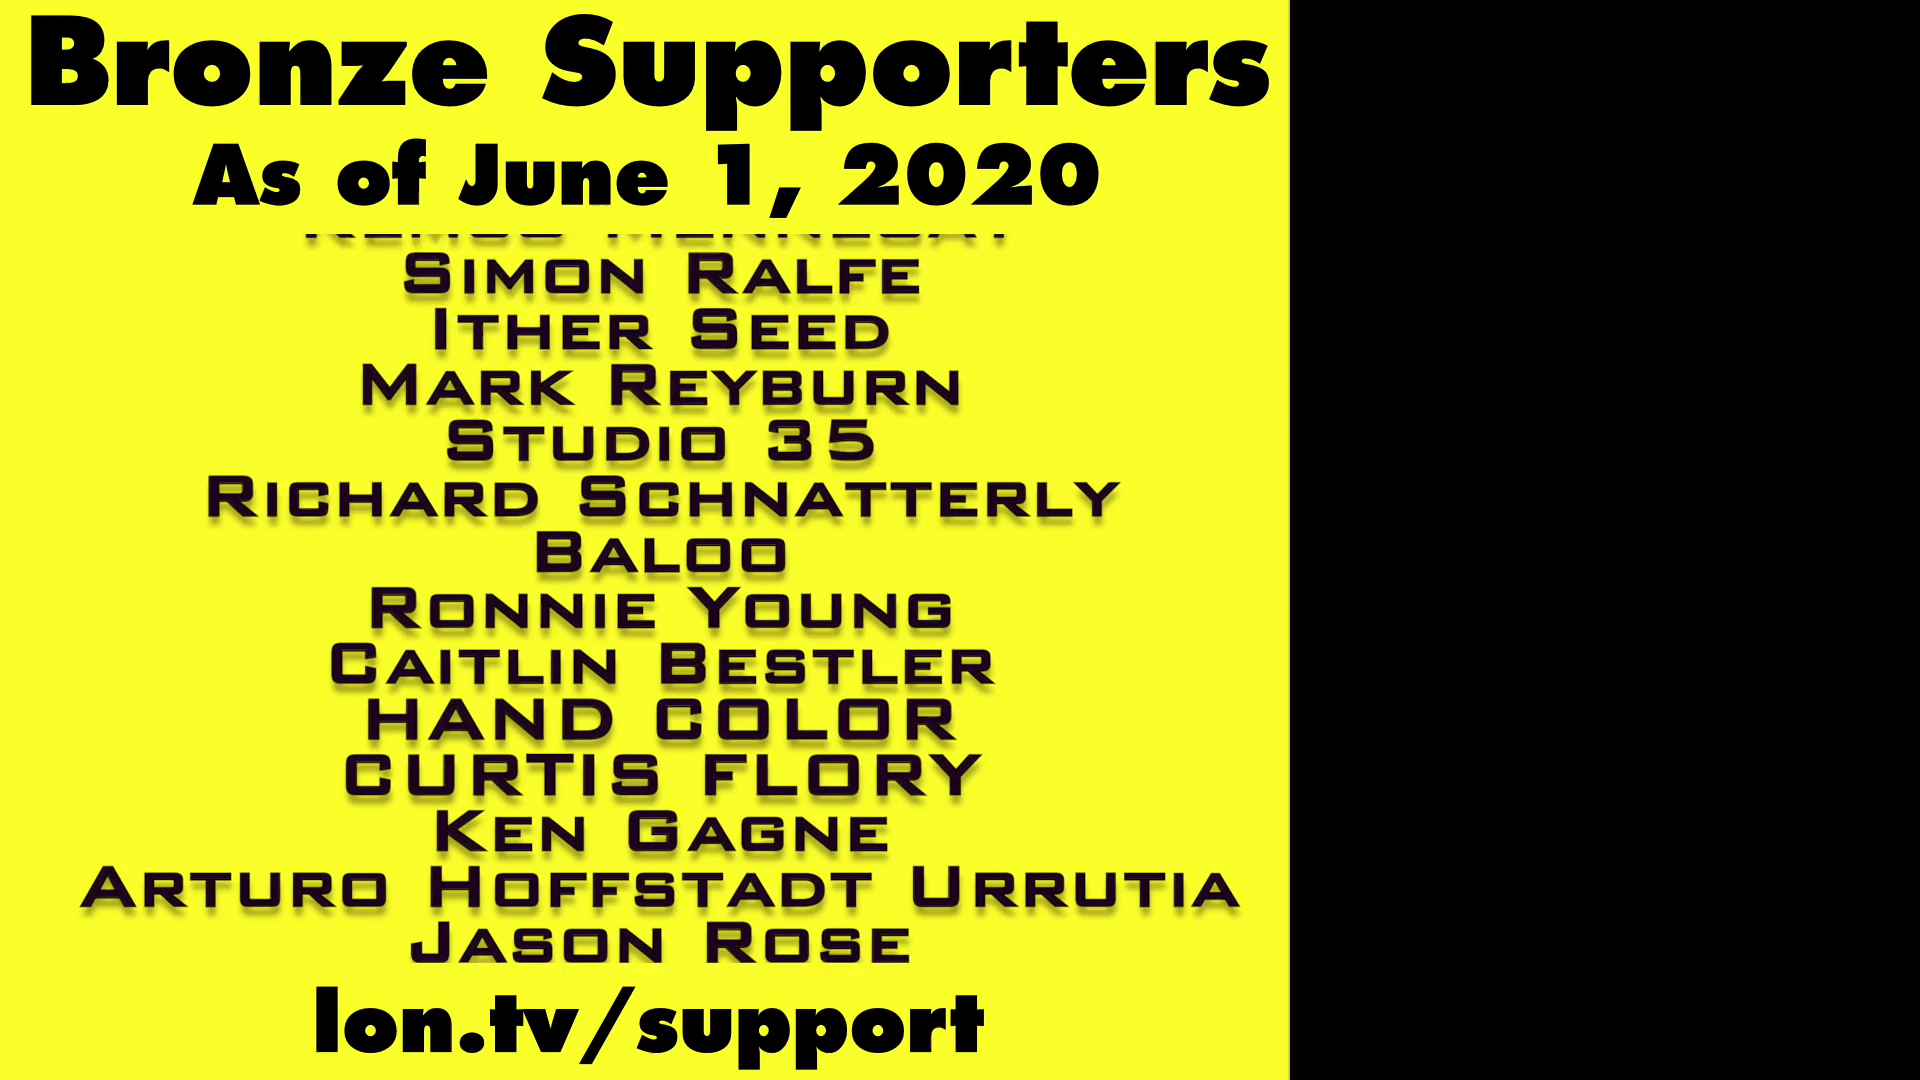 Bronze Supporters
As of June 1, 2020
Simon Ralfe
Ither Seed
Mark Reyburn
Studio 35
Richard Schnatterly
Baloo
Ronnie Young
Caitlin Bestler
HAND COLOR
CURTIS FLORY
Ken Gagne
Arturo Hoffstadt Urrutia
Jason Rose
lon.tv/support